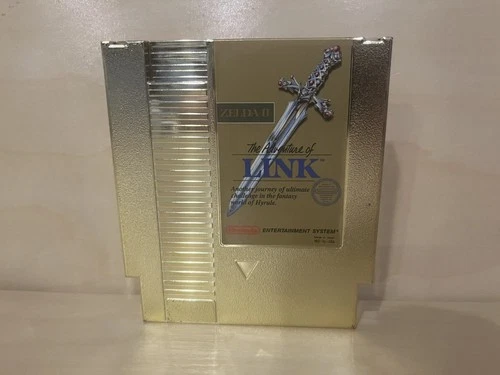 ZELDA II
The Adventure of
LINK™
Another journey of ultimate
challenge in the fantasy
world of Hyrule.
Nintendo ENTERTAINMENT SYSTEM®